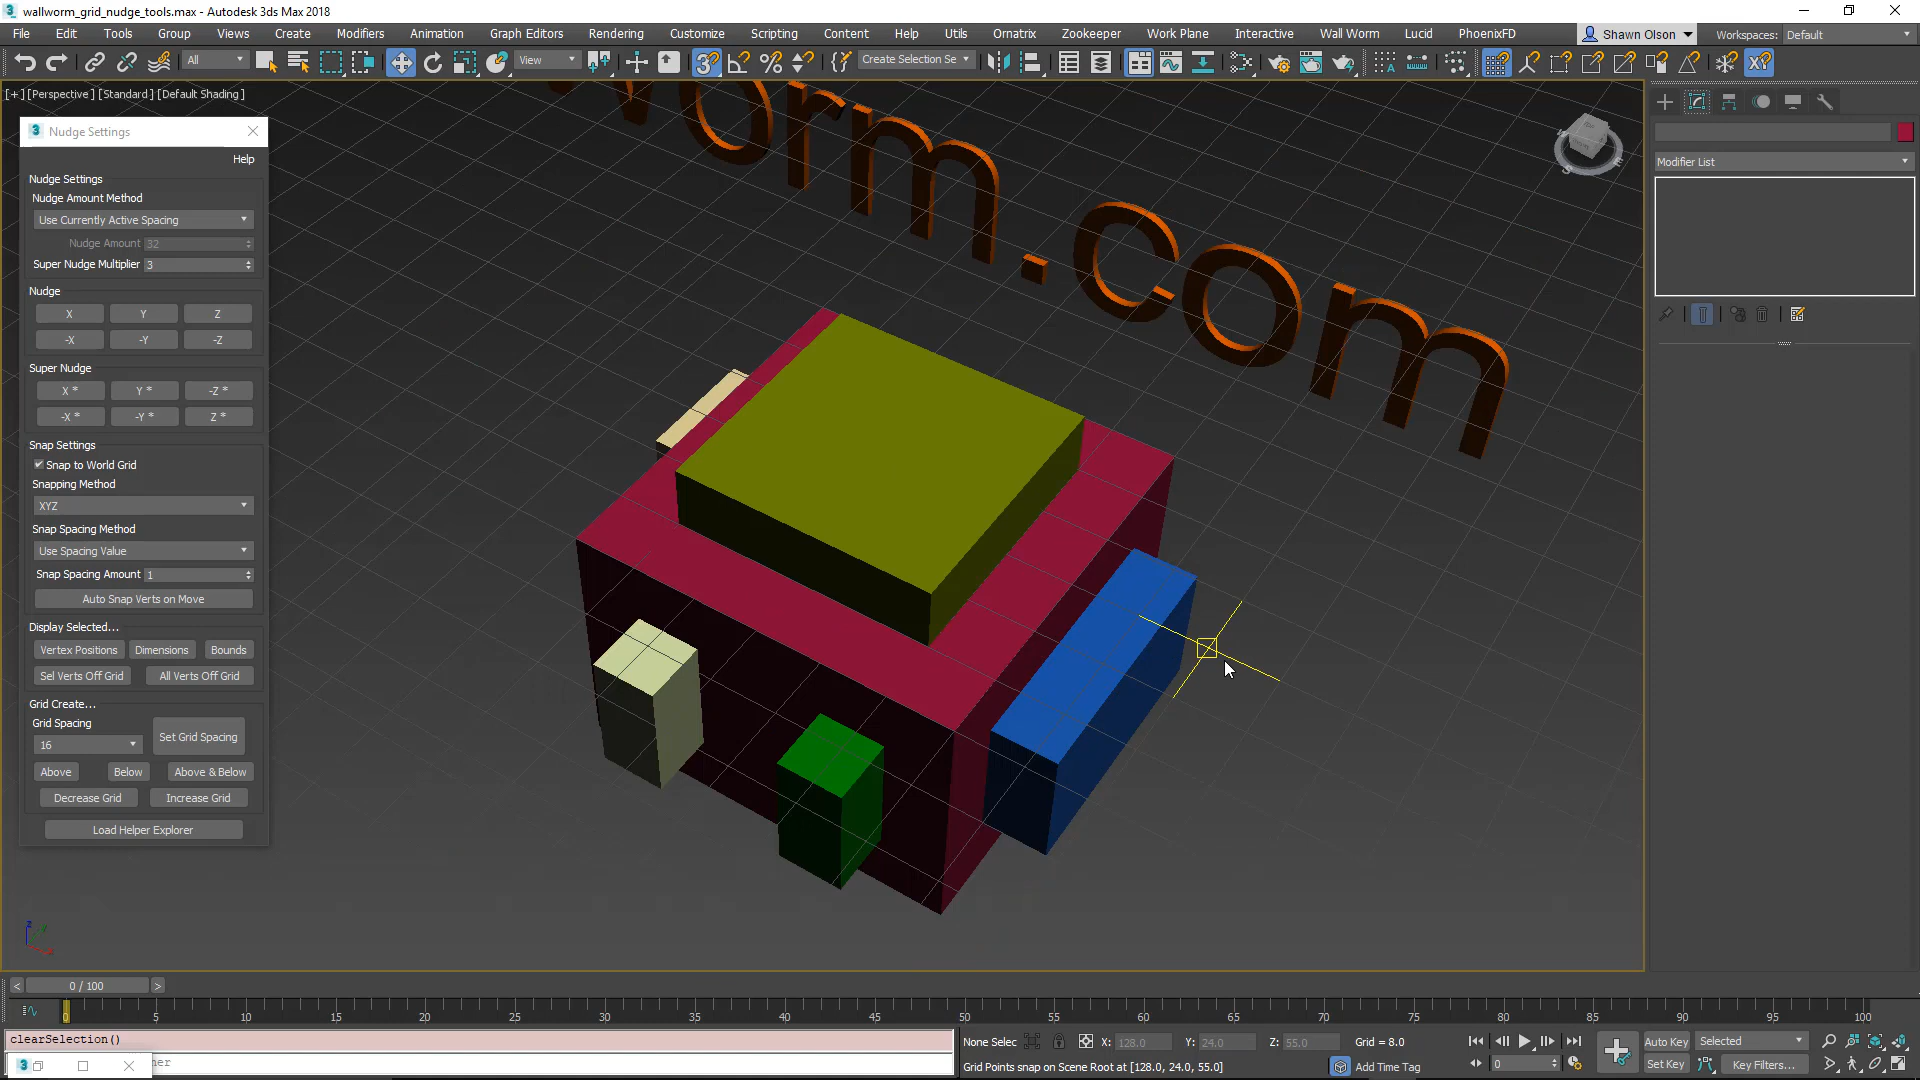 wallworm_grid_nudge_tools.max - Autodesk 3ds Max 2018
File Edit Tools Group Views Create Modifiers Animation Graph Editors Rendering Customize Scripting Content Help Utils Ornatrix Zookeeper Work Plane Interactive Wall Worm Lucid PhoenixFD Shawn Olson Workspaces: Default
All View Create Selection Se
[+] [Perspective] [Standard] [Default Shading]
worm.com
Nudge Settings
Help
Nudge Settings
Nudge Amount Method
Use Currently Active Spacing
Nudge Amount 32
Super Nudge Multiplier 3
Nudge
X Y Z
-X -Y -Z
Super Nudge
X * Y * -Z *
-X * -Y * Z *
Snap Settings
Snap to World Grid
Snapping Method
XYZ
Snap Spacing Method
Use Spacing Value
Snap Spacing Amount 1
Auto Snap Verts on Move
Display Selected...
Vertex Positions Dimensions Bounds
Sel Verts Off Grid All Verts Off Grid
Grid Create...
Grid Spacing
16 Set Grid Spacing
Above Below Above & Below
Decrease Grid Increase Grid
Load Helper Explorer
Modifier List
0 / 100
0 5 10 15 20 25 30 35 40 45 50 55 60 65 70 75 80 85 90 95 100
clearSelection()
None Selec X: 128.0 Y: 24.0 Z: 55.0 Grid = 8.0
Auto Key Selected
Grid Points snap on Scene Root at [128.0, 24.0, 55.0] Add Time Tag
0 Set Key Key Filters...